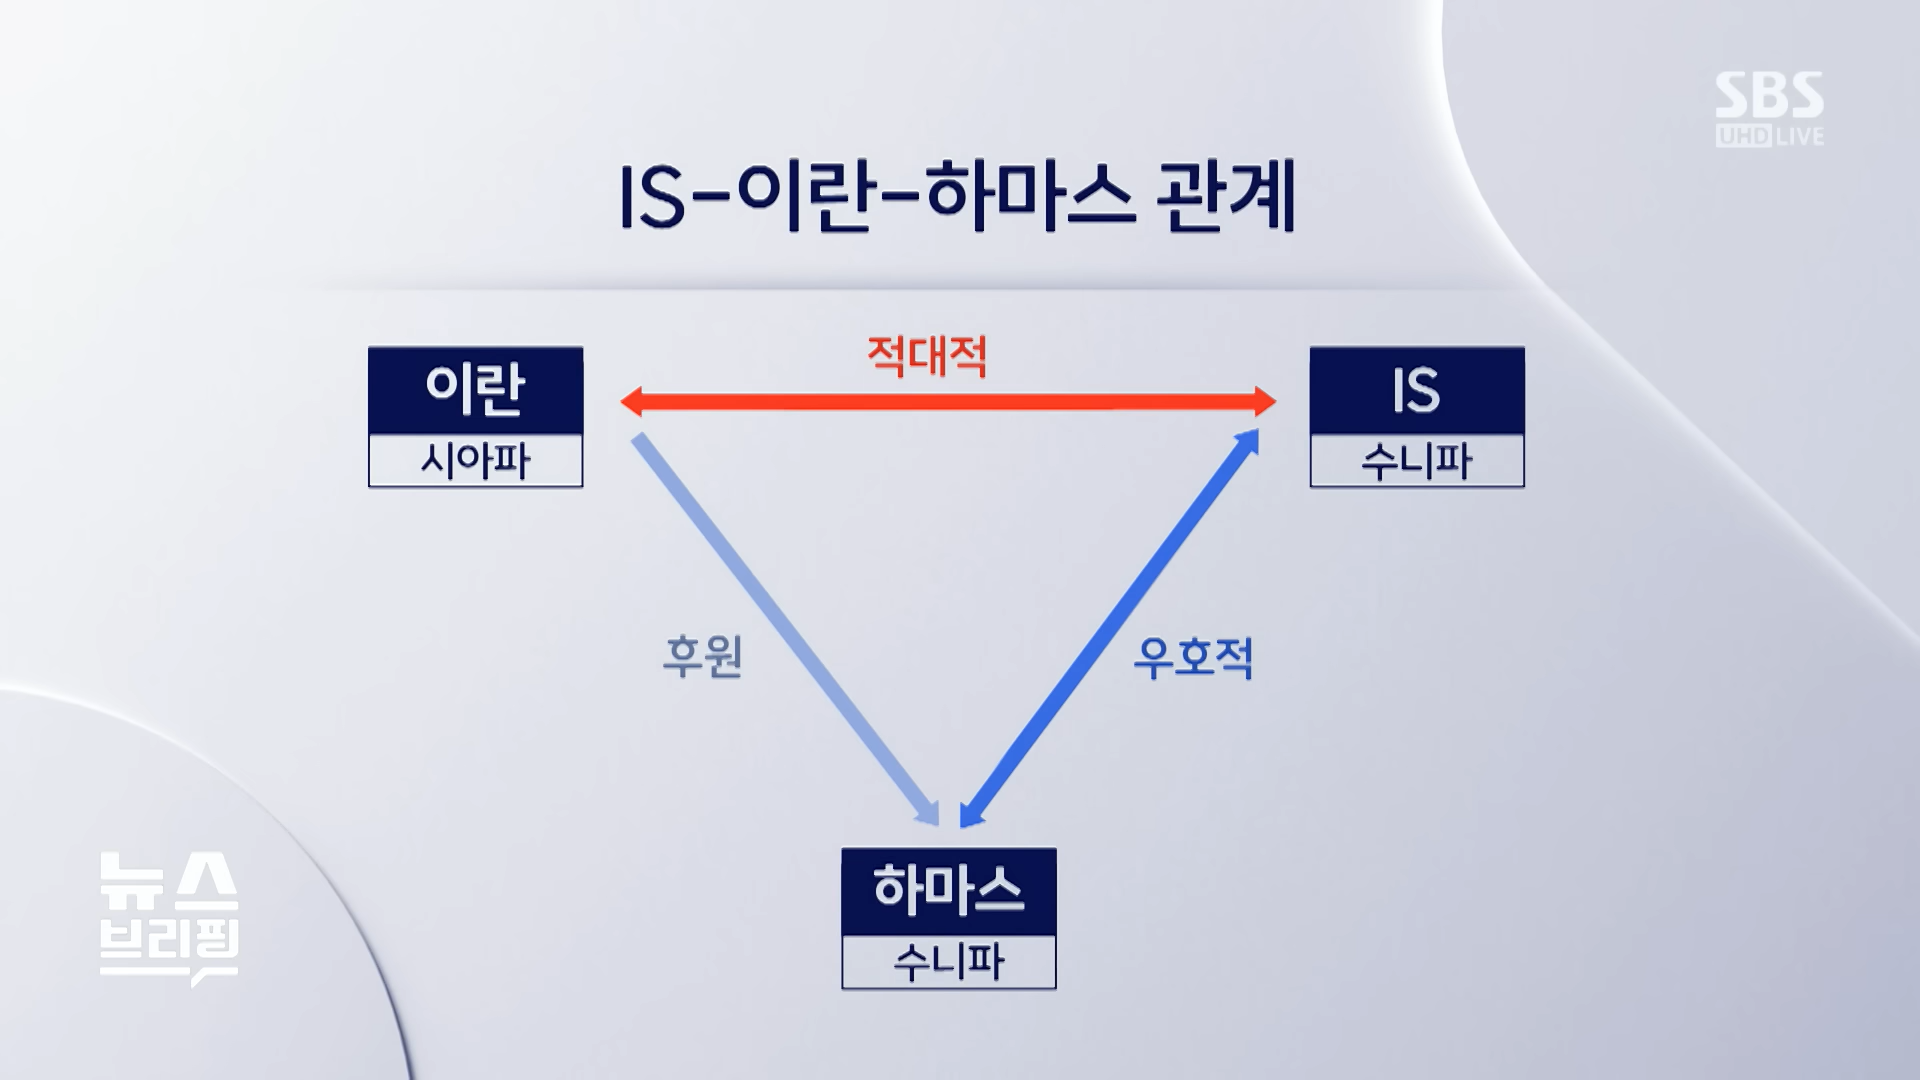 SBS
UHD LIVE
IS-이란-하마스 관계
적대적
이란
시아파
IS
수니파
후원
우호적
하마스
수니파
뉴스
브리핑